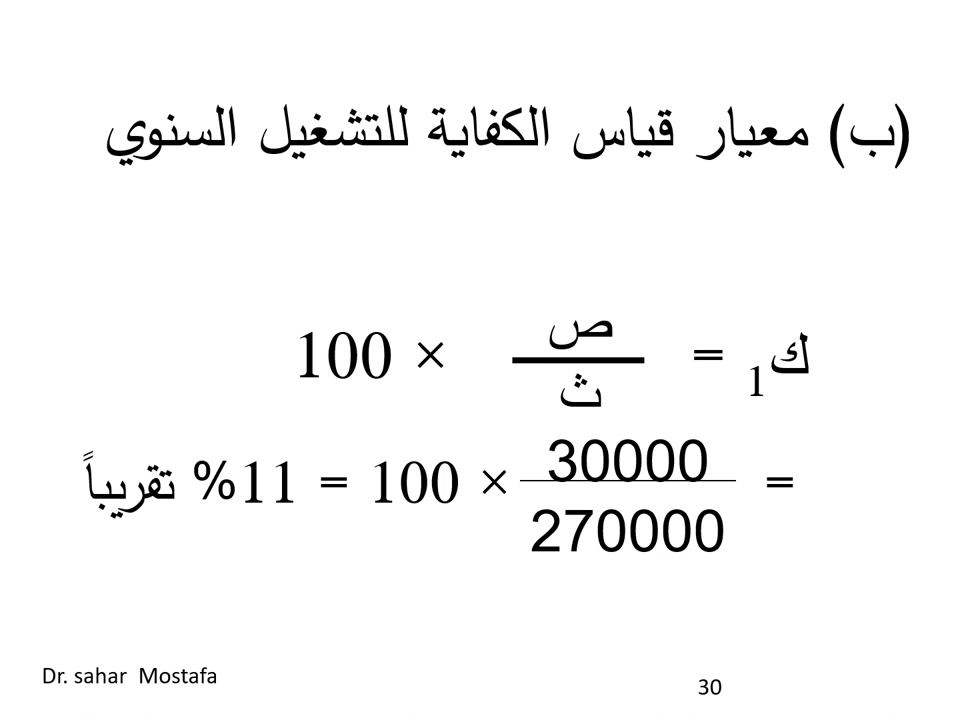 (ب) معيار قياس الكفاية للتشغيل السنوي
ك1 = ص / ث × 100
= 30000 / 270000 × 100 = 11% تقريباً
Dr. sahar Mostafa
30